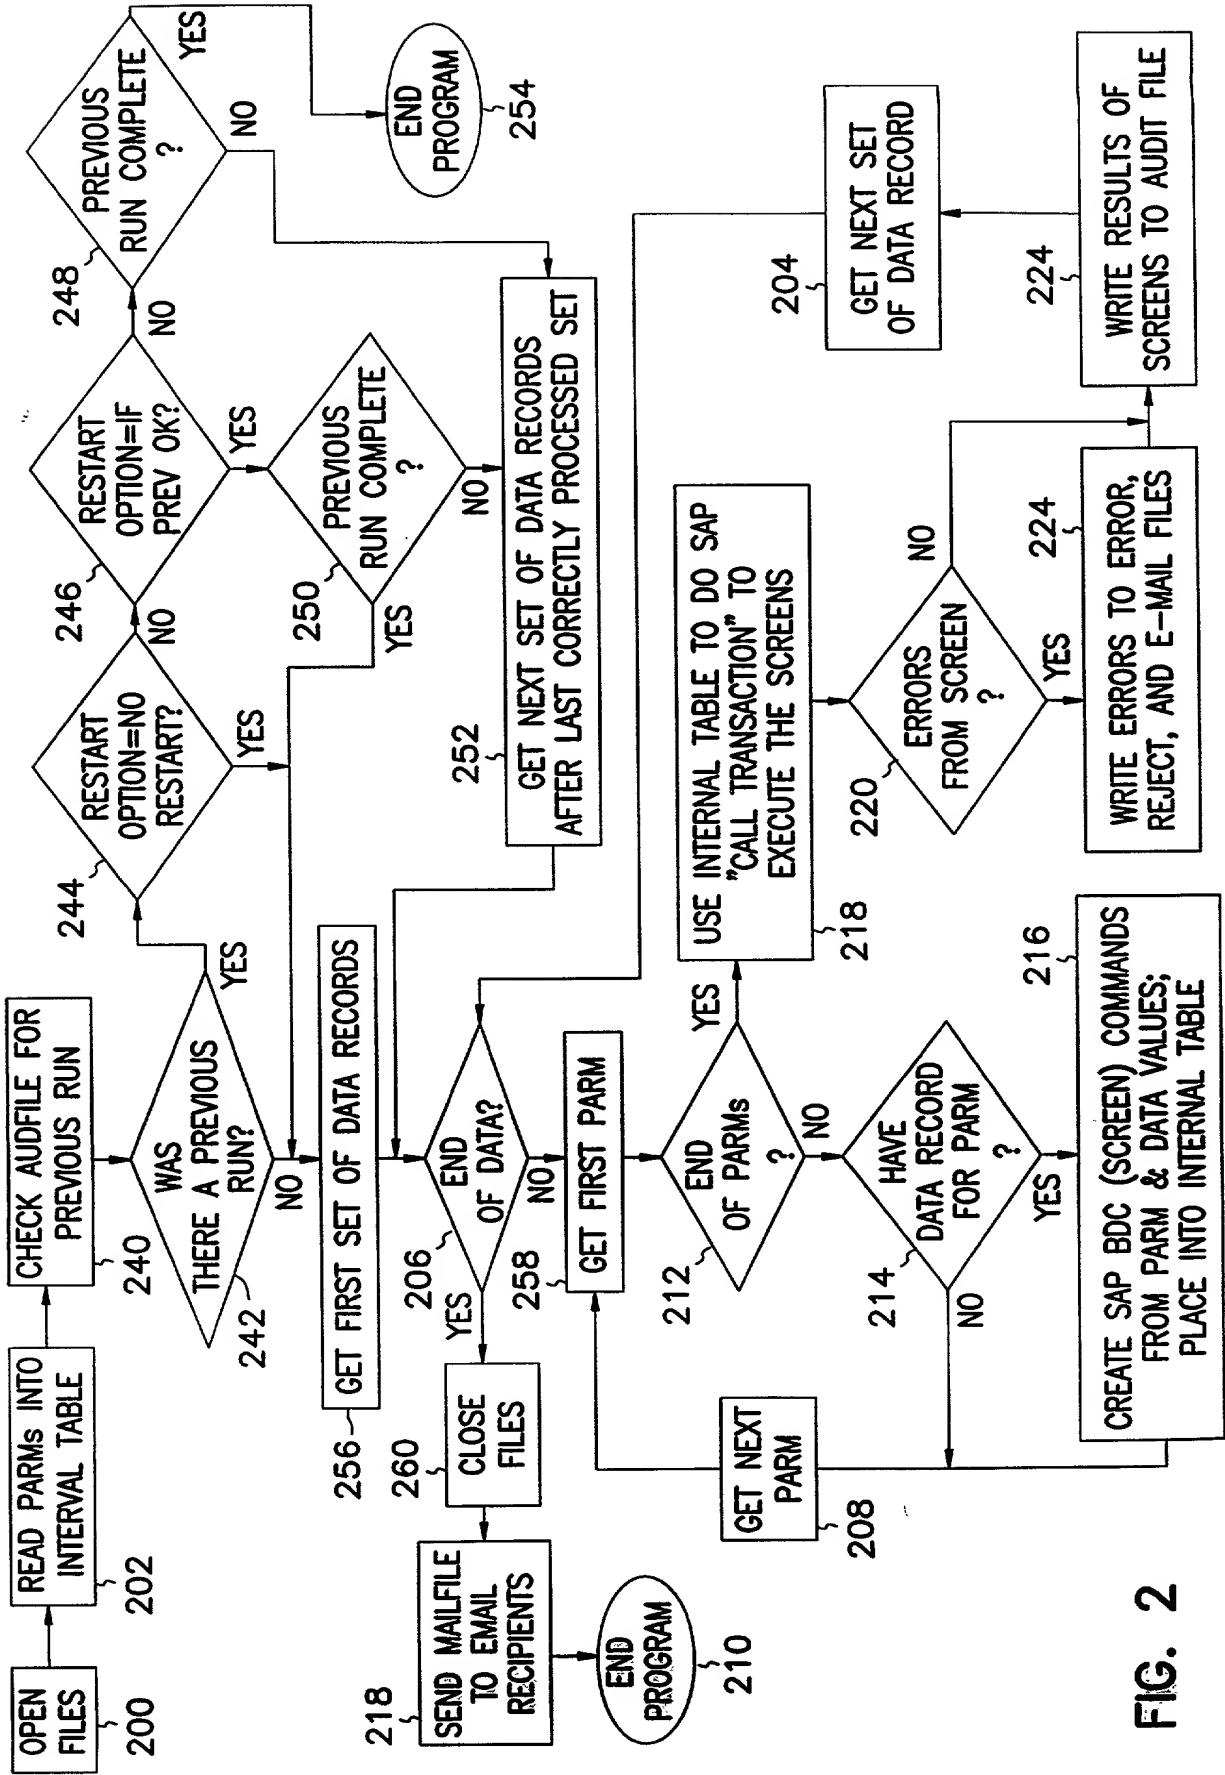 OPEN
FILES
200
READ PARMs INTO
INTERVAL TABLE
202
CHECK AUDFILE FOR
PREVIOUS RUN
240
WAS
THERE A PREVIOUS
RUN?
242
YES
NO
RESTART
OPTION=NO
RESTART?
244
NO
YES
RESTART
OPTION=IF
PREV OK?
246
NO
YES
PREVIOUS
RUN COMPLETE
?
248
YES
NO
END
PROGRAM
254
PREVIOUS
RUN COMPLETE
?
250
YES
NO
GET NEXT SET OF DATA RECORDS
AFTER LAST CORRECTLY PROCESSED SET
252
GET FIRST SET OF DATA RECORDS
256
END
OF DATA?
206
YES
NO
CLOSE
FILES
260
SEND MAILFILE
TO EMAIL
RECIPIENTS
218
END
PROGRAM
210
GET FIRST PARM
258
END
OF PARMs
?
212
YES
NO
USE INTERNAL TABLE TO DO SAP
"CALL TRANSACTION" TO
EXECUTE THE SCREENS
218
HAVE
DATA RECORD
FOR PARM
?
214
NO
YES
GET NEXT
PARM
208
CREATE SAP BDC (SCREEN) COMMANDS
FROM PARM & DATA VALUES;
PLACE INTO INTERNAL TABLE
216
ERRORS
FROM SCREEN
?
220
NO
YES
WRITE ERRORS TO ERROR,
REJECT, AND E-MAIL FILES
224
WRITE RESULTS OF
SCREENS TO AUDIT FILE
224
GET NEXT SET
OF DATA RECORD
204
FIG. 2